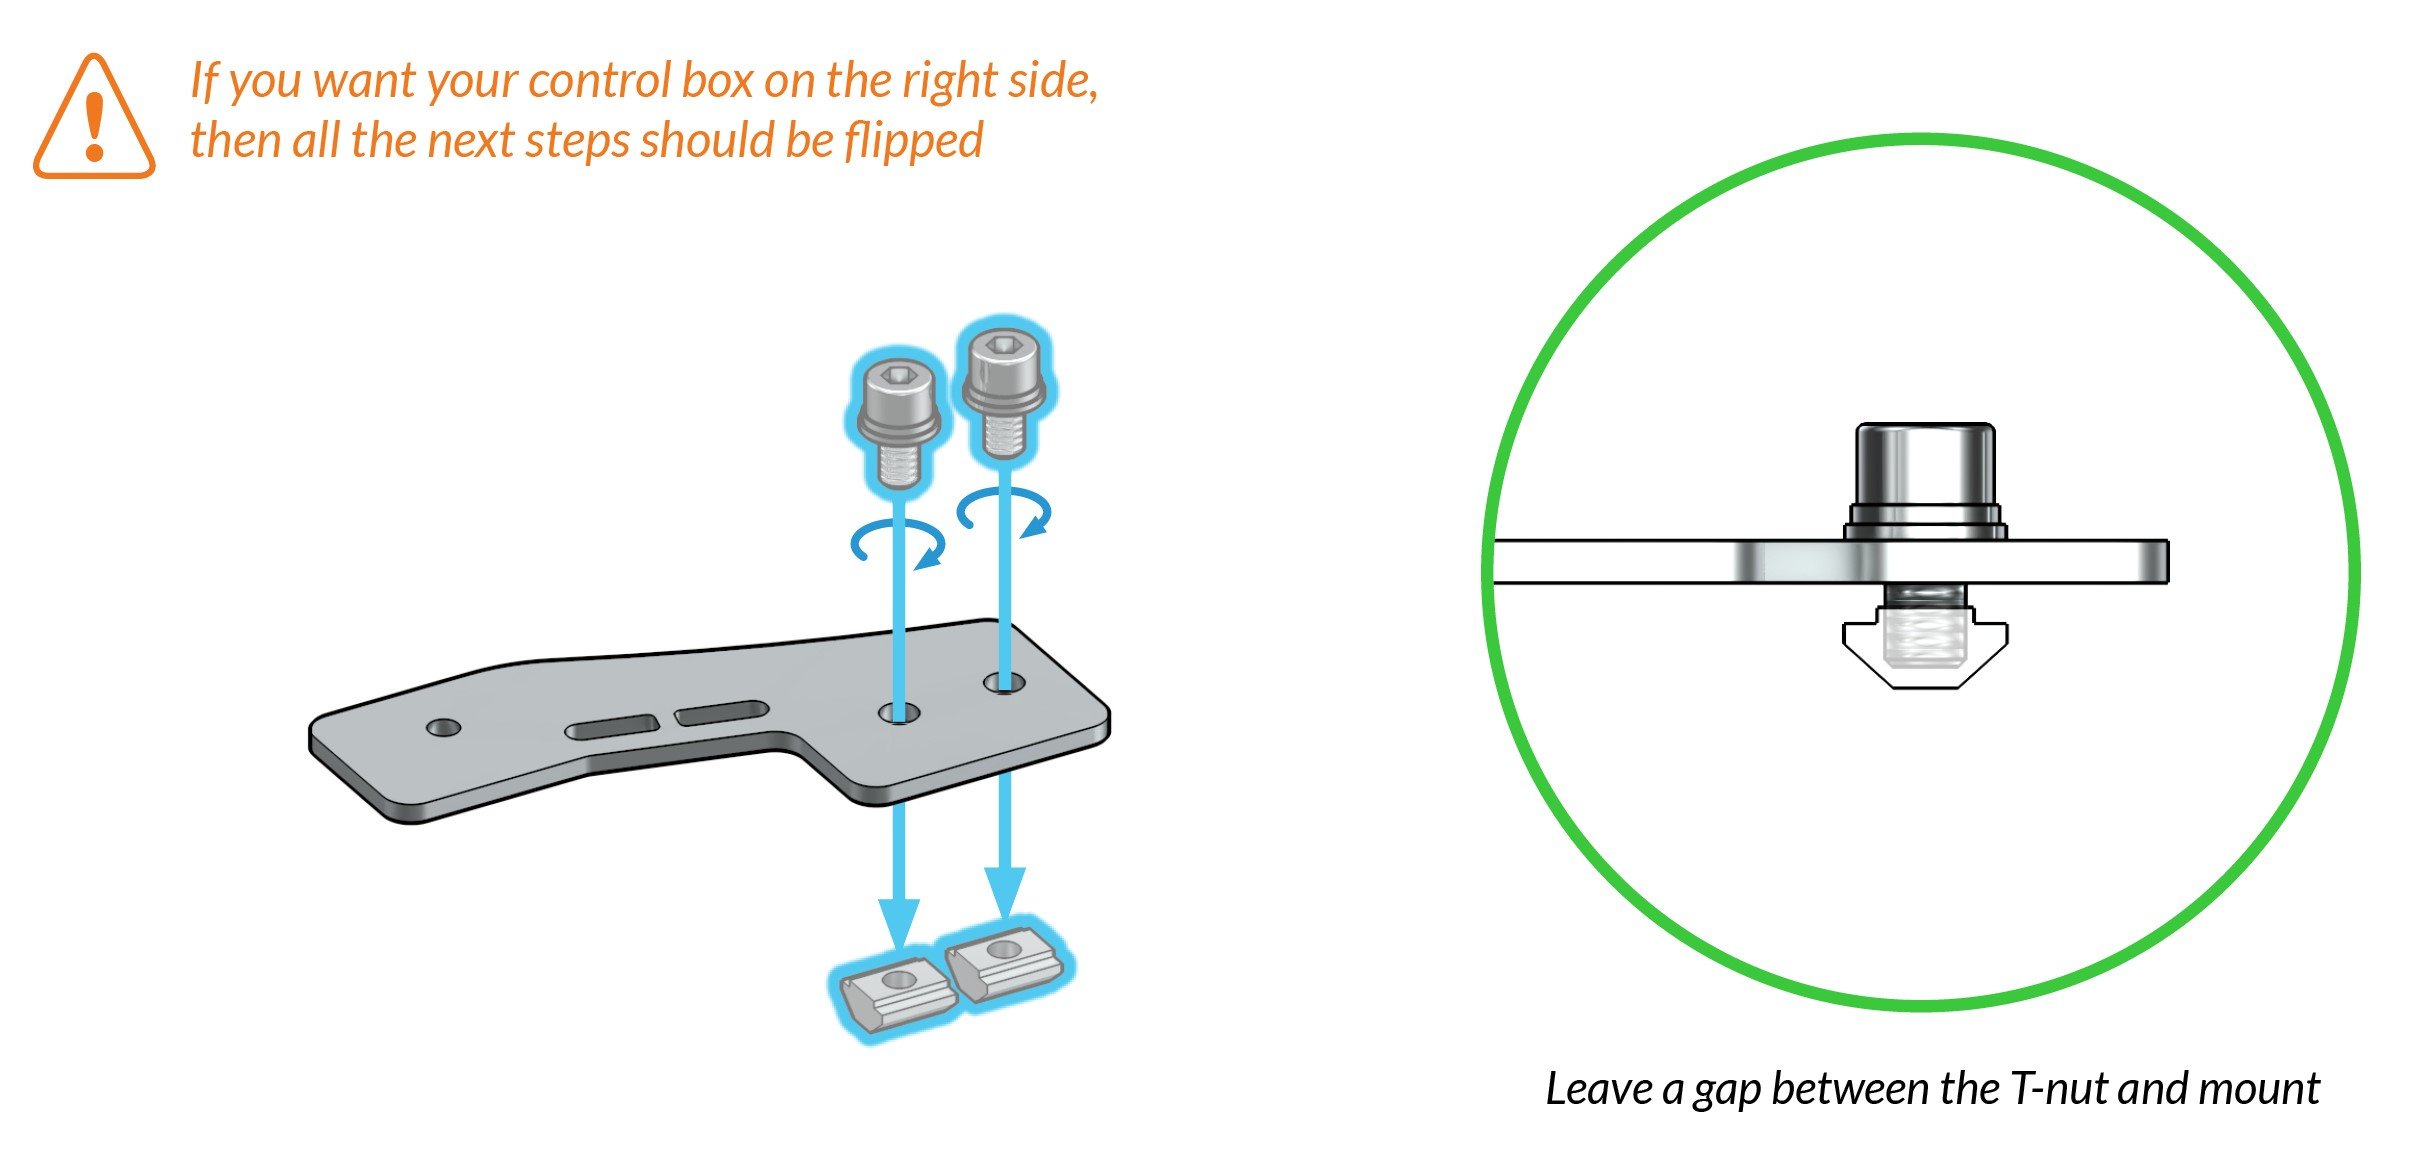 If you want your control box on the right side,
then all the next steps should be flipped
Leave a gap between the T-nut and mount